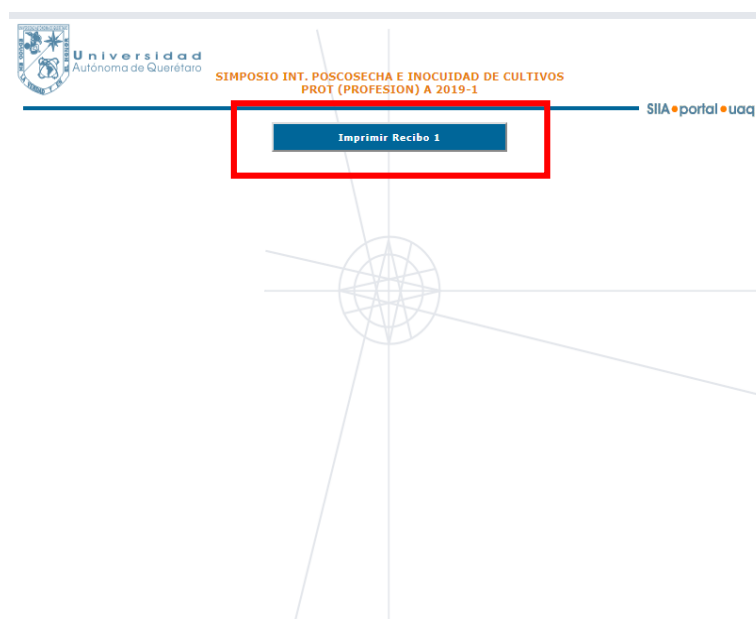 Universidad
Autónoma de Querétaro
SIMPOSIO INT. POSCOSECHA E INOCUIDAD DE CULTIVOS
PROT (PROFESION) A 2019-1
SIIA•portal•uaq
Imprimir Recibo 1